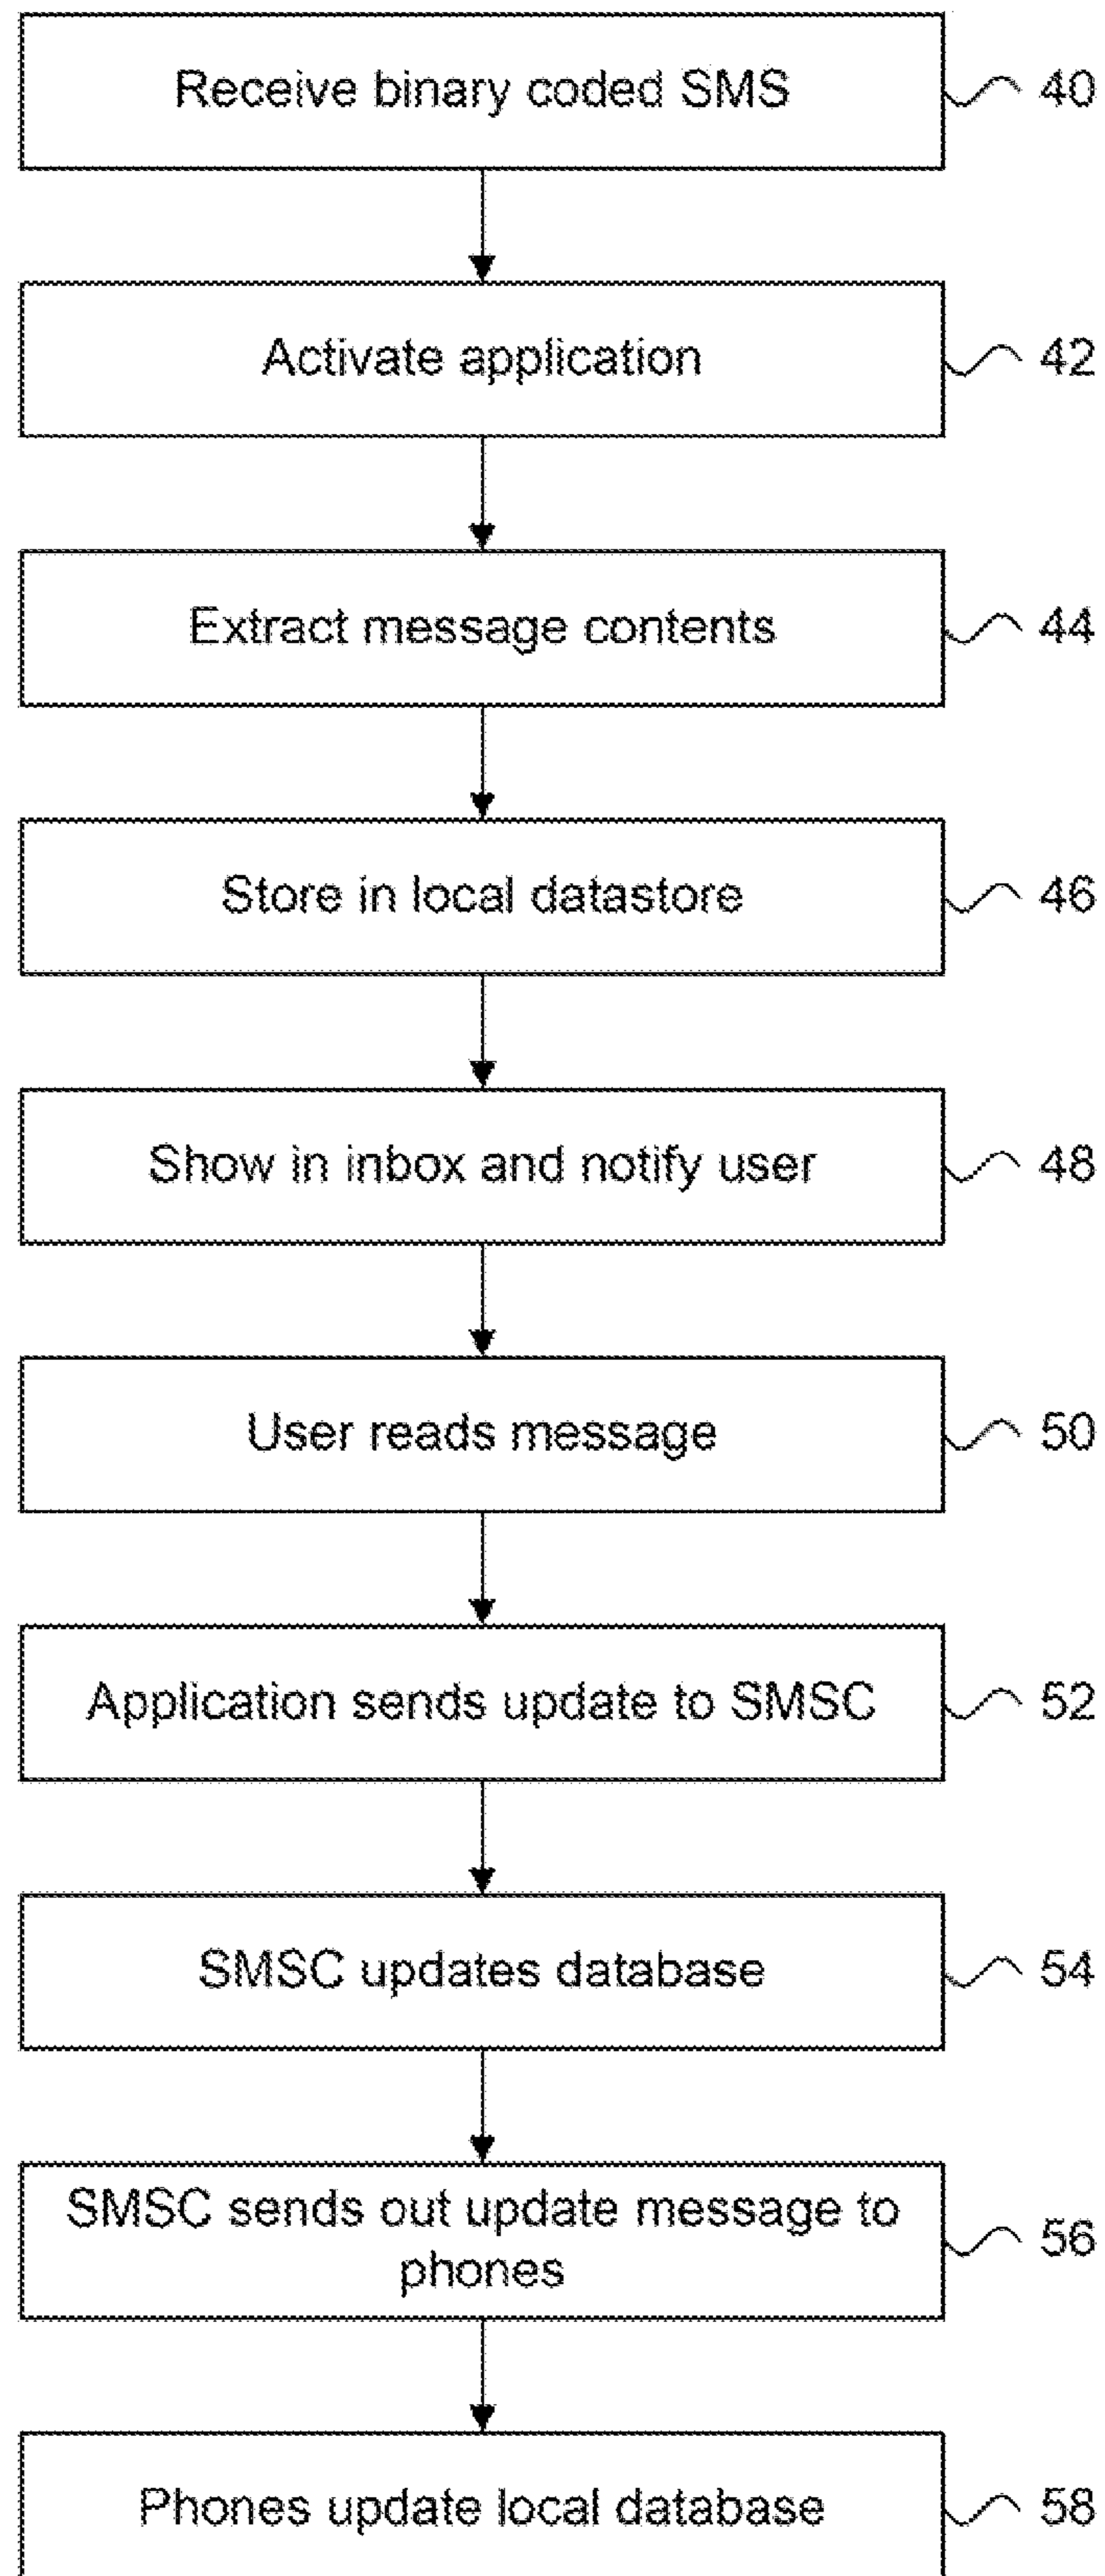 Receive binary coded SMS
40
Activate application
42
Extract message contents
44
Store in local datastore
46
Show in inbox and notify user
48
User reads message
50
Application sends update to SMSC
52
SMSC updates database
54
SMSC sends out update message to
phones
56
Phones update local database
58